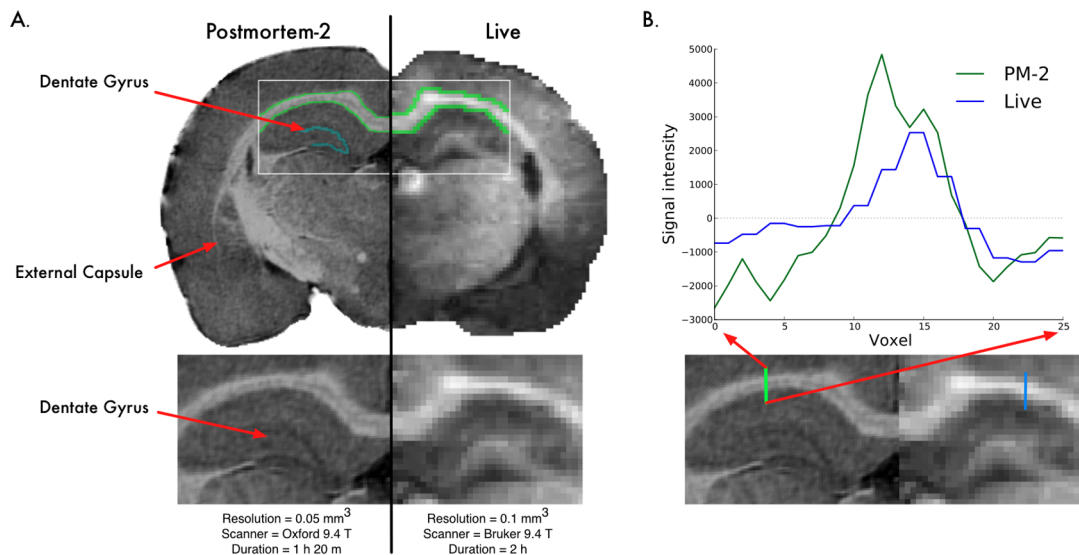 A.
Postmortem-2
Live
Dentate Gyrus
External Capsule
Dentate Gyrus
Resolution = 0.05 mm³
Scanner = Oxford 9.4 T
Duration = 1 h 20 m
Resolution = 0.1 mm³
Scanner = Bruker 9.4 T
Duration = 2 h
B.
PM-2
Live
Signal intensity
5000
4000
3000
2000
1000
0
−1000
−2000
−3000
0
5
10
15
20
25
Voxel